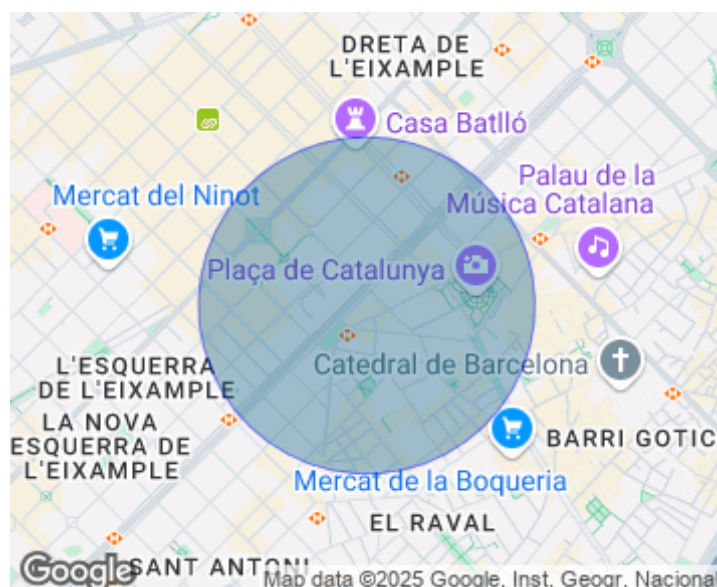 DRETA DE
L'EIXAMPLE
Casa Batlló
Palau de la
Música Catalana
Mercat del Ninot
Plaça de Catalunya
L'ESQUERRA
DE L'EIXAMPLE
Catedral de Barcelona
LA NOVA
ESQUERRA DE
L'EIXAMPLE
BARRI GOTIC
Mercat de la Boqueria
EL RAVAL
SANT ANTONI
Google
Map data ©2025 Google, Inst. Geogr. Nacional